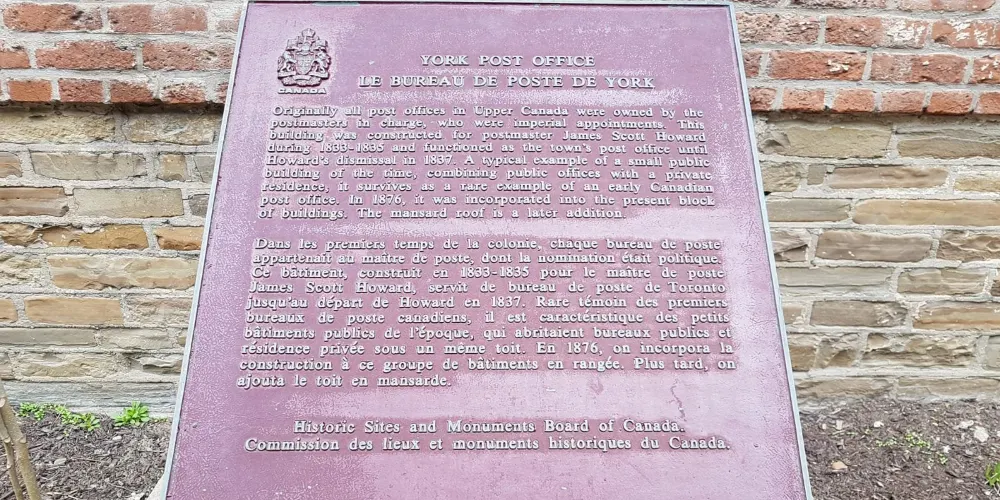 CANADA
YORK POST OFFICE
LE BUREAU DE POSTE DE YORK
Originally all post offices in Upper Canada were owned by the
postmasters in charge, who were imperial appointments. This
building was constructed for postmaster James Scott Howard
during 1833-1835 and functioned as the town's post office until
Howard's dismissal in 1837. A typical example of a small public
building of the time, combining public offices with a private
residence, it survives as a rare example of an early Canadian
post office. In 1876, it was incorporated into the present block
of buildings. The mansard roof is a later addition.
Dans les premiers temps de la colonie, chaque bureau de poste
appartenait au maître de poste, dont la nomination était politique.
Ce bâtiment, construit en 1833-1835 pour le maître de poste
James Scott Howard, servit de bureau de poste de Toronto
jusqu'au départ de Howard en 1837. Rare témoin des premiers
bureaux de poste canadiens, il est caractéristique des petits
bâtiments publics de l'époque, qui abritaient bureaux publics et
résidence privée sous un même toit. En 1876, on incorpora la
construction à ce groupe de bâtiments en rangée. Plus tard, on
ajouta le toit en mansarde.
Historic Sites and Monuments Board of Canada.
Commission des lieux et monuments historiques du Canada.